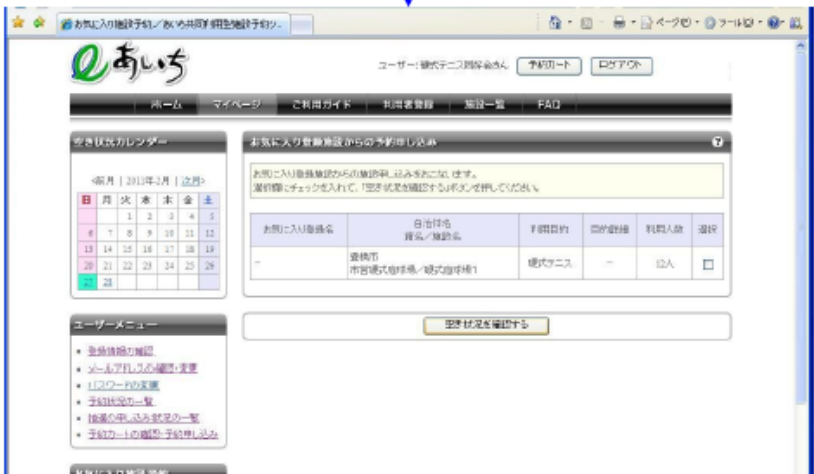 お気に入り施設予約／あいち共同利用型施設予約シ..
ページ(P)
ツール(O)
あいち
ユーザー：硬式テニス同好会さん
予約カート
ログアウト
ホーム
マイページ
ご利用ガイド
利用者登録
施設一覧
FAQ
空き状況カレンダー
<前月 | 2011年2月 | 次月>
日 月 火 水 木 金 土
1 2 3 4 5
6 7 8 9 10 11 12
13 14 15 16 17 18 19
20 21 22 23 24 25 26
27 28
お気に入り登録施設からの予約申し込み
お気に入り登録施設からの施設申し込みをおこないます。
選択欄にチェックを入れて、「空き状況を確認する」ボタンを押してください。
お気に入り登録名
自治体名
館名／施設名
利用目的
目的詳細
利用人数
選択
－
豊橋市
市営硬式庭球場／硬式庭球場1
硬式テニス
－
12人
空き状況を確認する
ユーザーメニュー
登録情報の確認
メールアドレスの確認・変更
パスワードの変更
予約状況の一覧
抽選の申し込み状況の一覧
予約カートの確認・予約申し込み